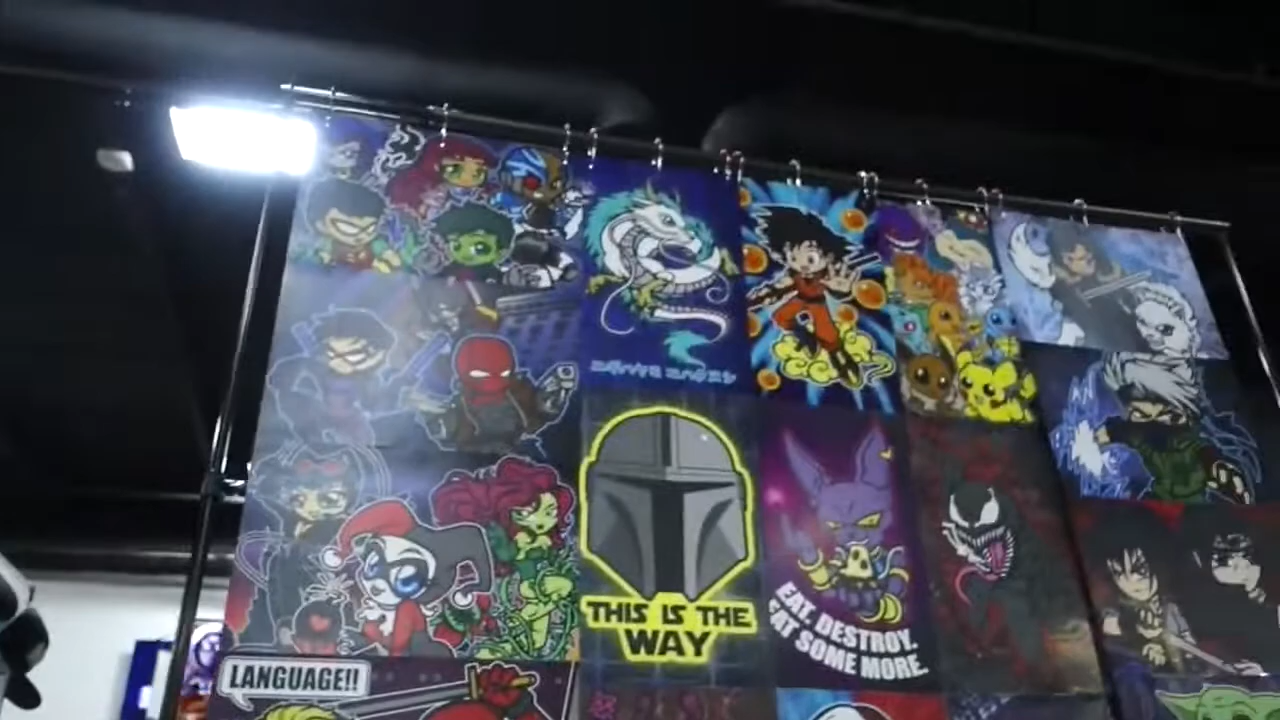 THIS IS THE
WAY
EAT, DESTROY.
EAT SOME MORE.
LANGUAGE!!